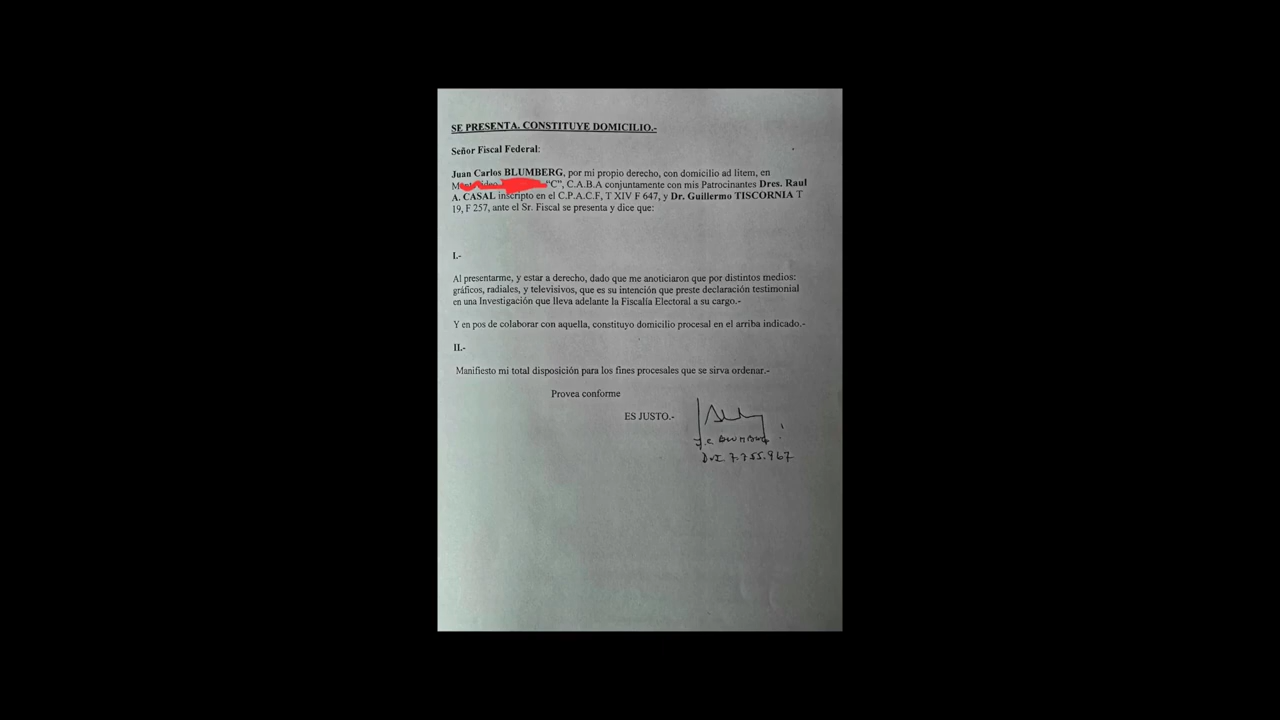 SE PRESENTA. CONSTITUYE DOMICILIO.-
Señor Fiscal Federal:
Juan Carlos BLUMBERG, por mi propio derecho, con domicilio ad lítem, en
"C", C.A.B.A conjuntamente con mis Patrocinantes Dres. Raul
A. CASAL inscripto en el C.P.A.C.F, T XIV F 647, y Dr. Guillermo TISCORNIA T
19, F 257, ante el Sr. Fiscal se presenta y dice que:
I.-
Al presentarme, y estar a derecho, dado que me anoticiaron que por distintos medios:
gráficos, radiales, y televisivos, que es su intención que preste declaración testimonial
en una Investigación que lleva adelante la Fiscalía Electoral a su cargo.-
Y en pos de colaborar con aquella, constituyo domicilio procesal en el arriba indicado.-
II.-
Manifiesto mi total disposición para los fines procesales que se sirva ordenar.-
Provea conforme
ES JUSTO.-
J.C. BLUMBERG
DNI 7.755.967